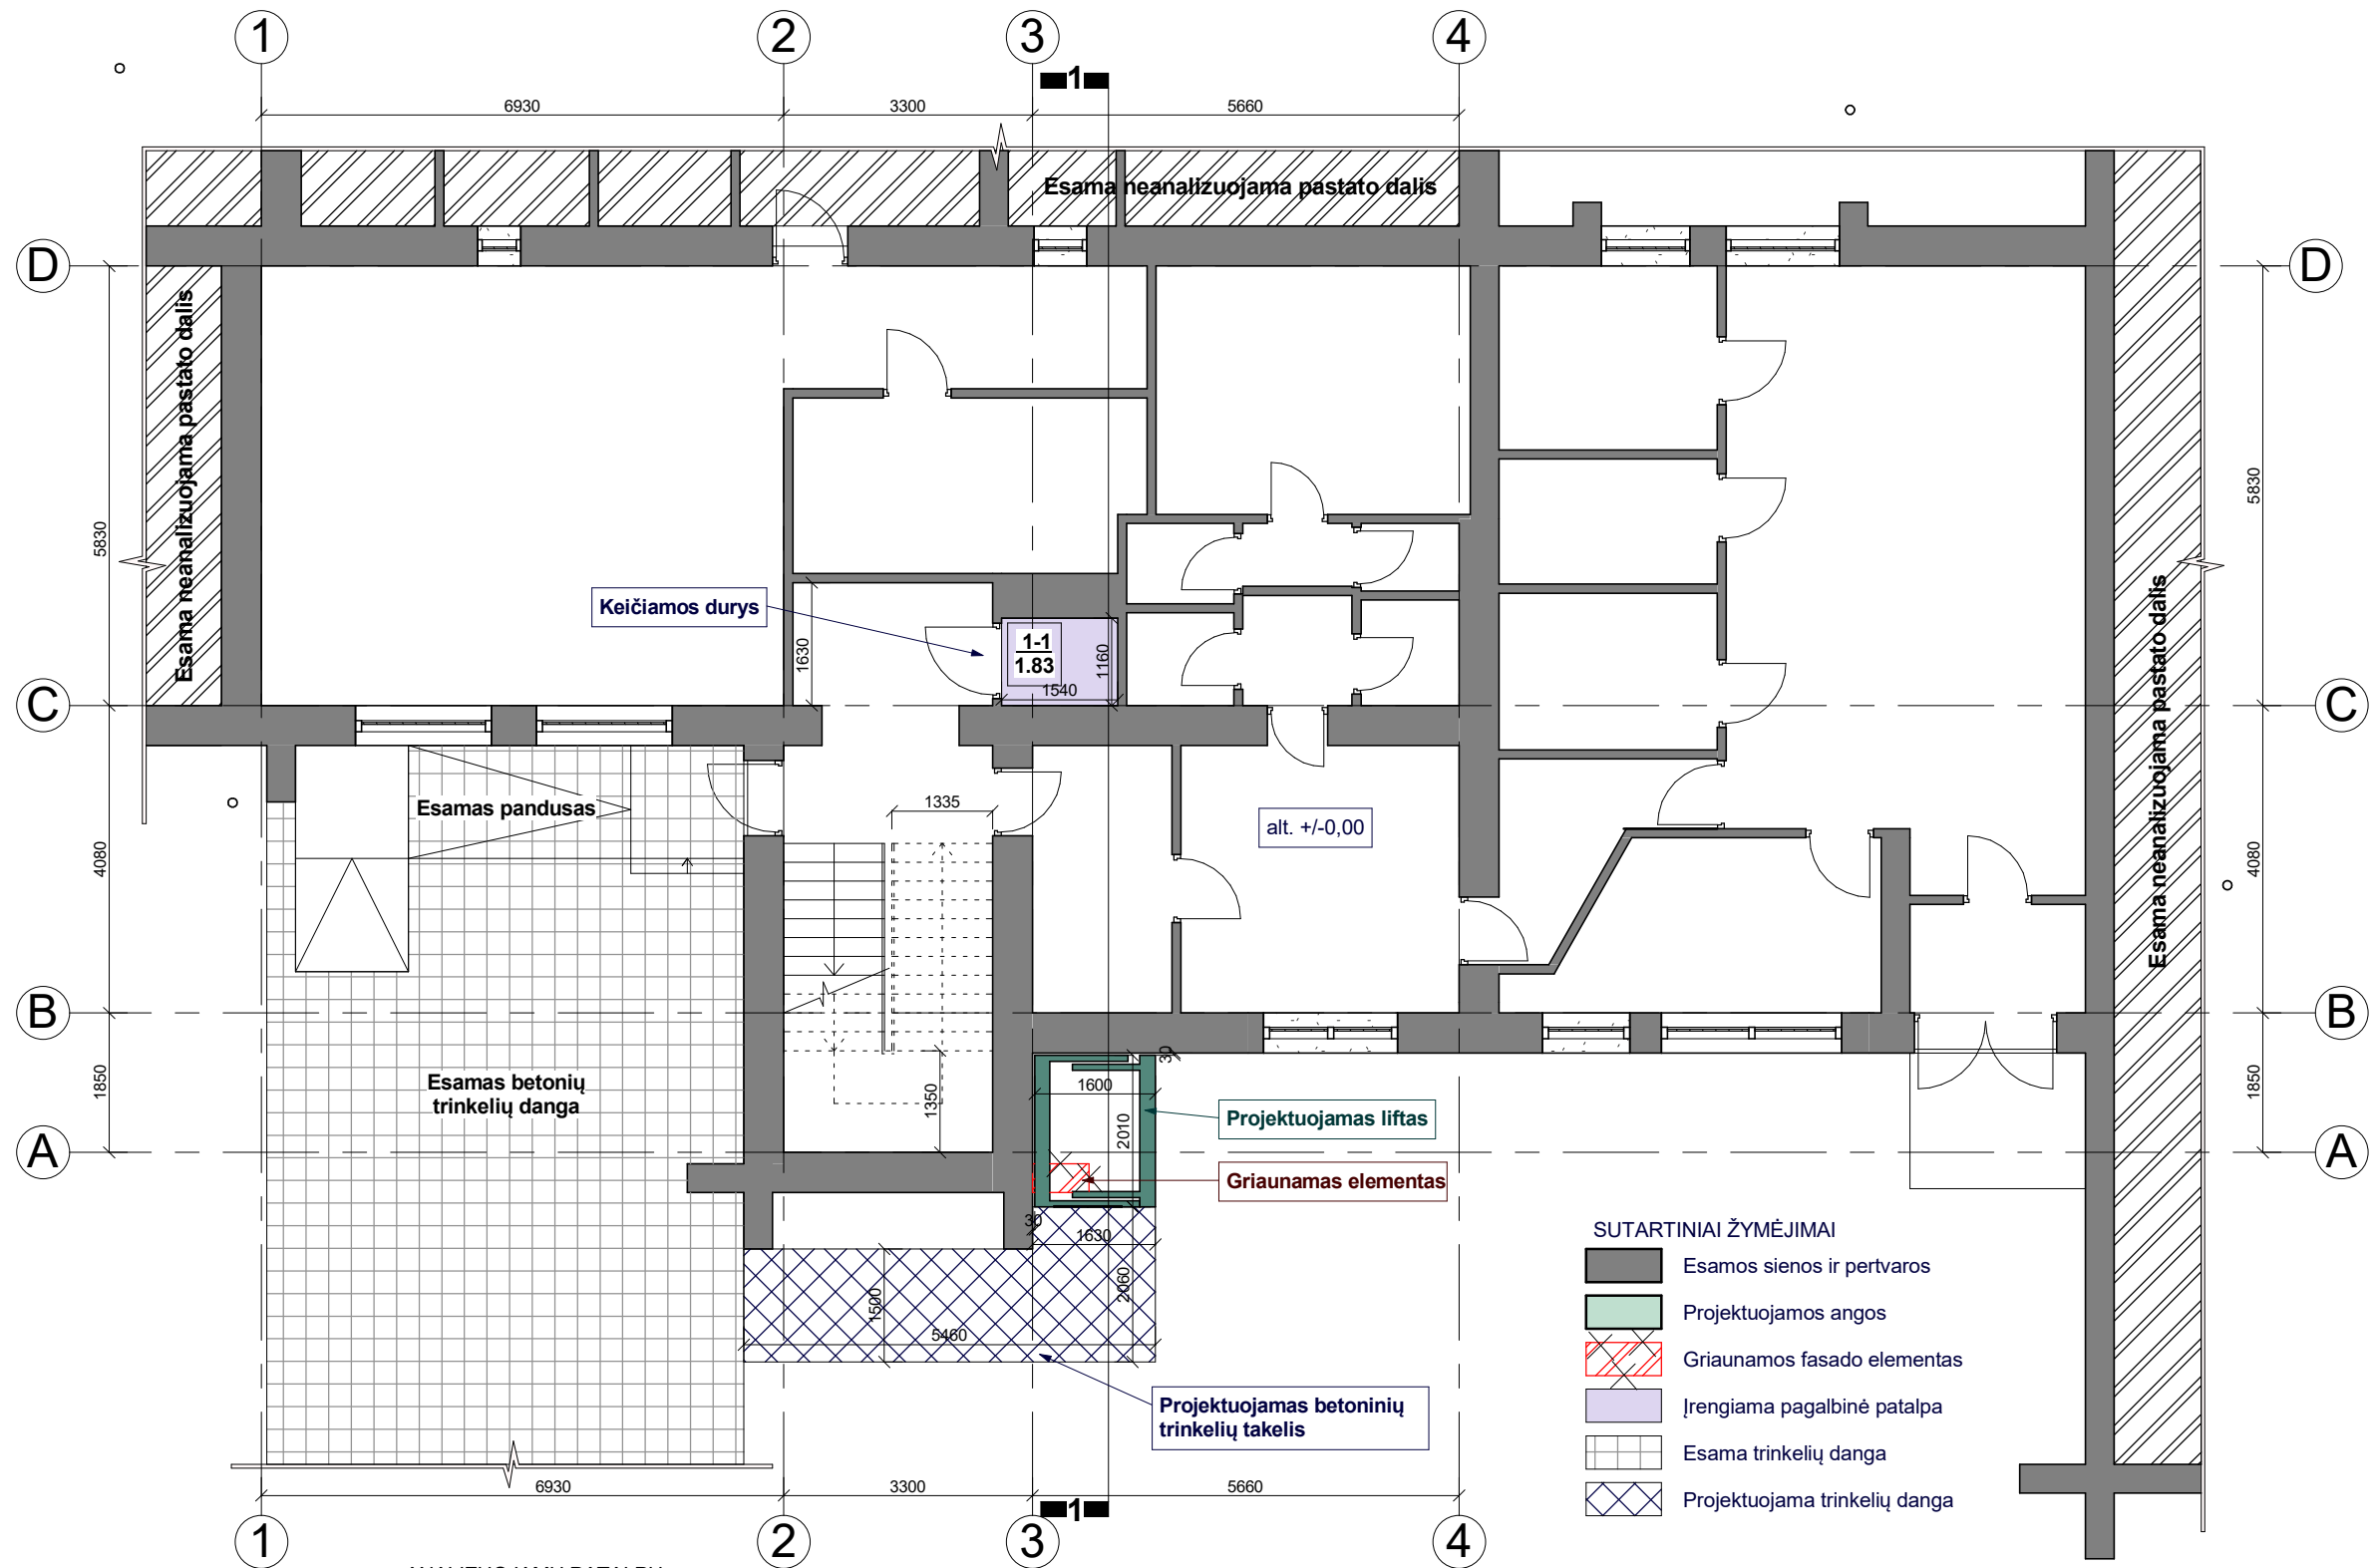 1
2
3
4
1
6930
3300
5660
Esama neanalizuojama pastato dalis
D
D
Esama neanalizuojama pastato dalis
5830
5830
Keičiamos durys
1-1
1.83
1630
1160
1540
Esama neanalizuojama pastato dalis
C
C
Esamas pandusas
1335
alt. +/-0,00
4080
4080
B
B
30
1600
Esamas betonių
trinkelių danga
1350
2010
Projektuojamas liftas
1850
1850
A
A
Griaunamas elementas
30
1630
2060
1500
5460
Projektuojamas betoninių
trinkelių takelis
SUTARTINIAI ŽYMĖJIMAI
Esamos sienos ir pertvaros
Projektuojamos angos
Griaunamos fasado elementas
Įrengiama pagalbinė patalpa
Esama trinkelių danga
Projektuojama trinkelių danga
6930
3300
5660
1
1
2
3
4